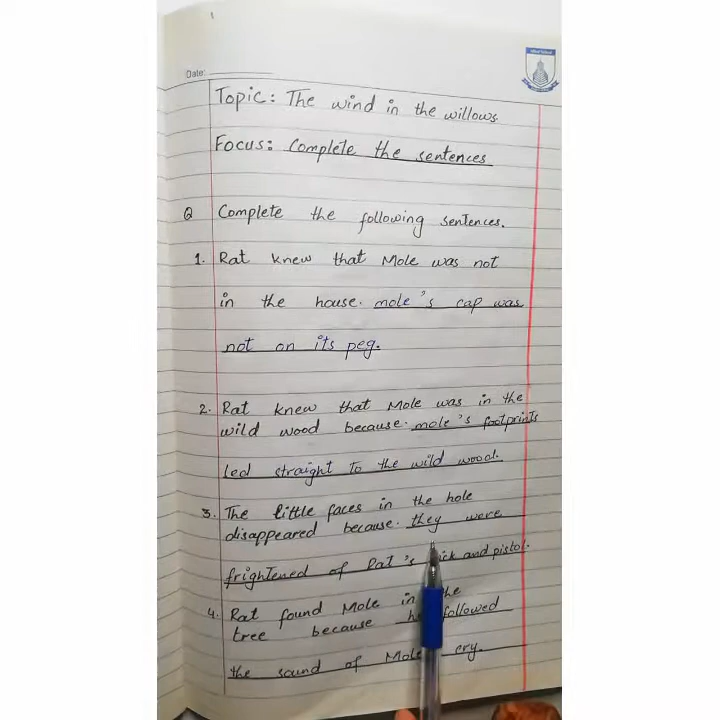 Date:
Topic: The wind in the willows
Focus: Complete the sentences
Q Complete the following sentences.
1. Rat knew that Mole was not
in the house. mole's cap was
not on its peg.
2. Rat knew that Mole was in the
wild wood because. mole's footprints
led straight to the wild wood.
3. The little faces in the hole
disappeared because. they were
frightened of Rat's and pistol.
4. Rat found Mole in the
tree because followed
the sound of cry.